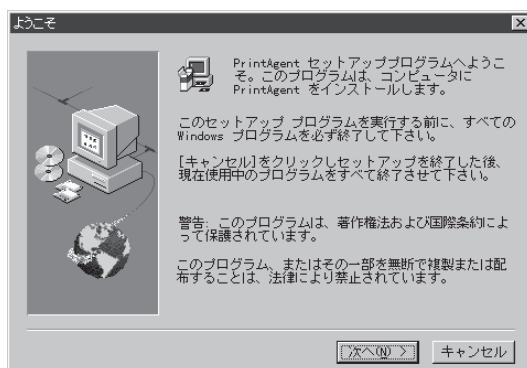 ようこそ
PrintAgent セットアッププログラムへようこ
そ。このプログラムは、コンピュータに
PrintAgent をインストールします。
このセットアップ プログラムを実行する前に、すべての
Windows プログラムを必ず終了して下さい。
[キャンセル]をクリックしセットアップを終了した後、
現在使用中のプログラムをすべて終了させて下さい。
警告: このプログラムは、著作権法および国際条約によ
って保護されています。
このプログラム、またはその一部を無断で複製または配
布することは、法律により禁止されています。
次へ(N) >
キャンセル